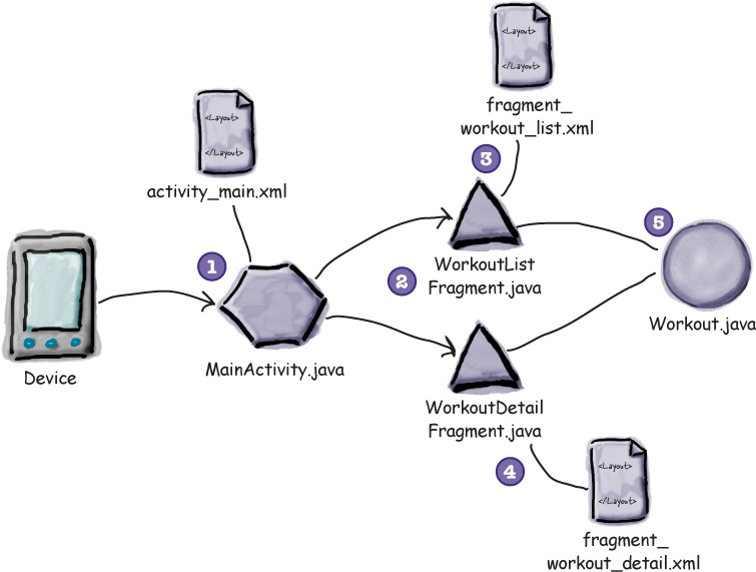 <Layout>
</Layout>
fragment_
workout_list.xml
<Layout>
</Layout>
activity_main.xml
3
5
1
2
WorkoutList
Fragment.java
Workout.java
MainActivity.java
Device
WorkoutDetail
Fragment.java
4
<Layout>
</Layout>
fragment_
workout_detail.xml